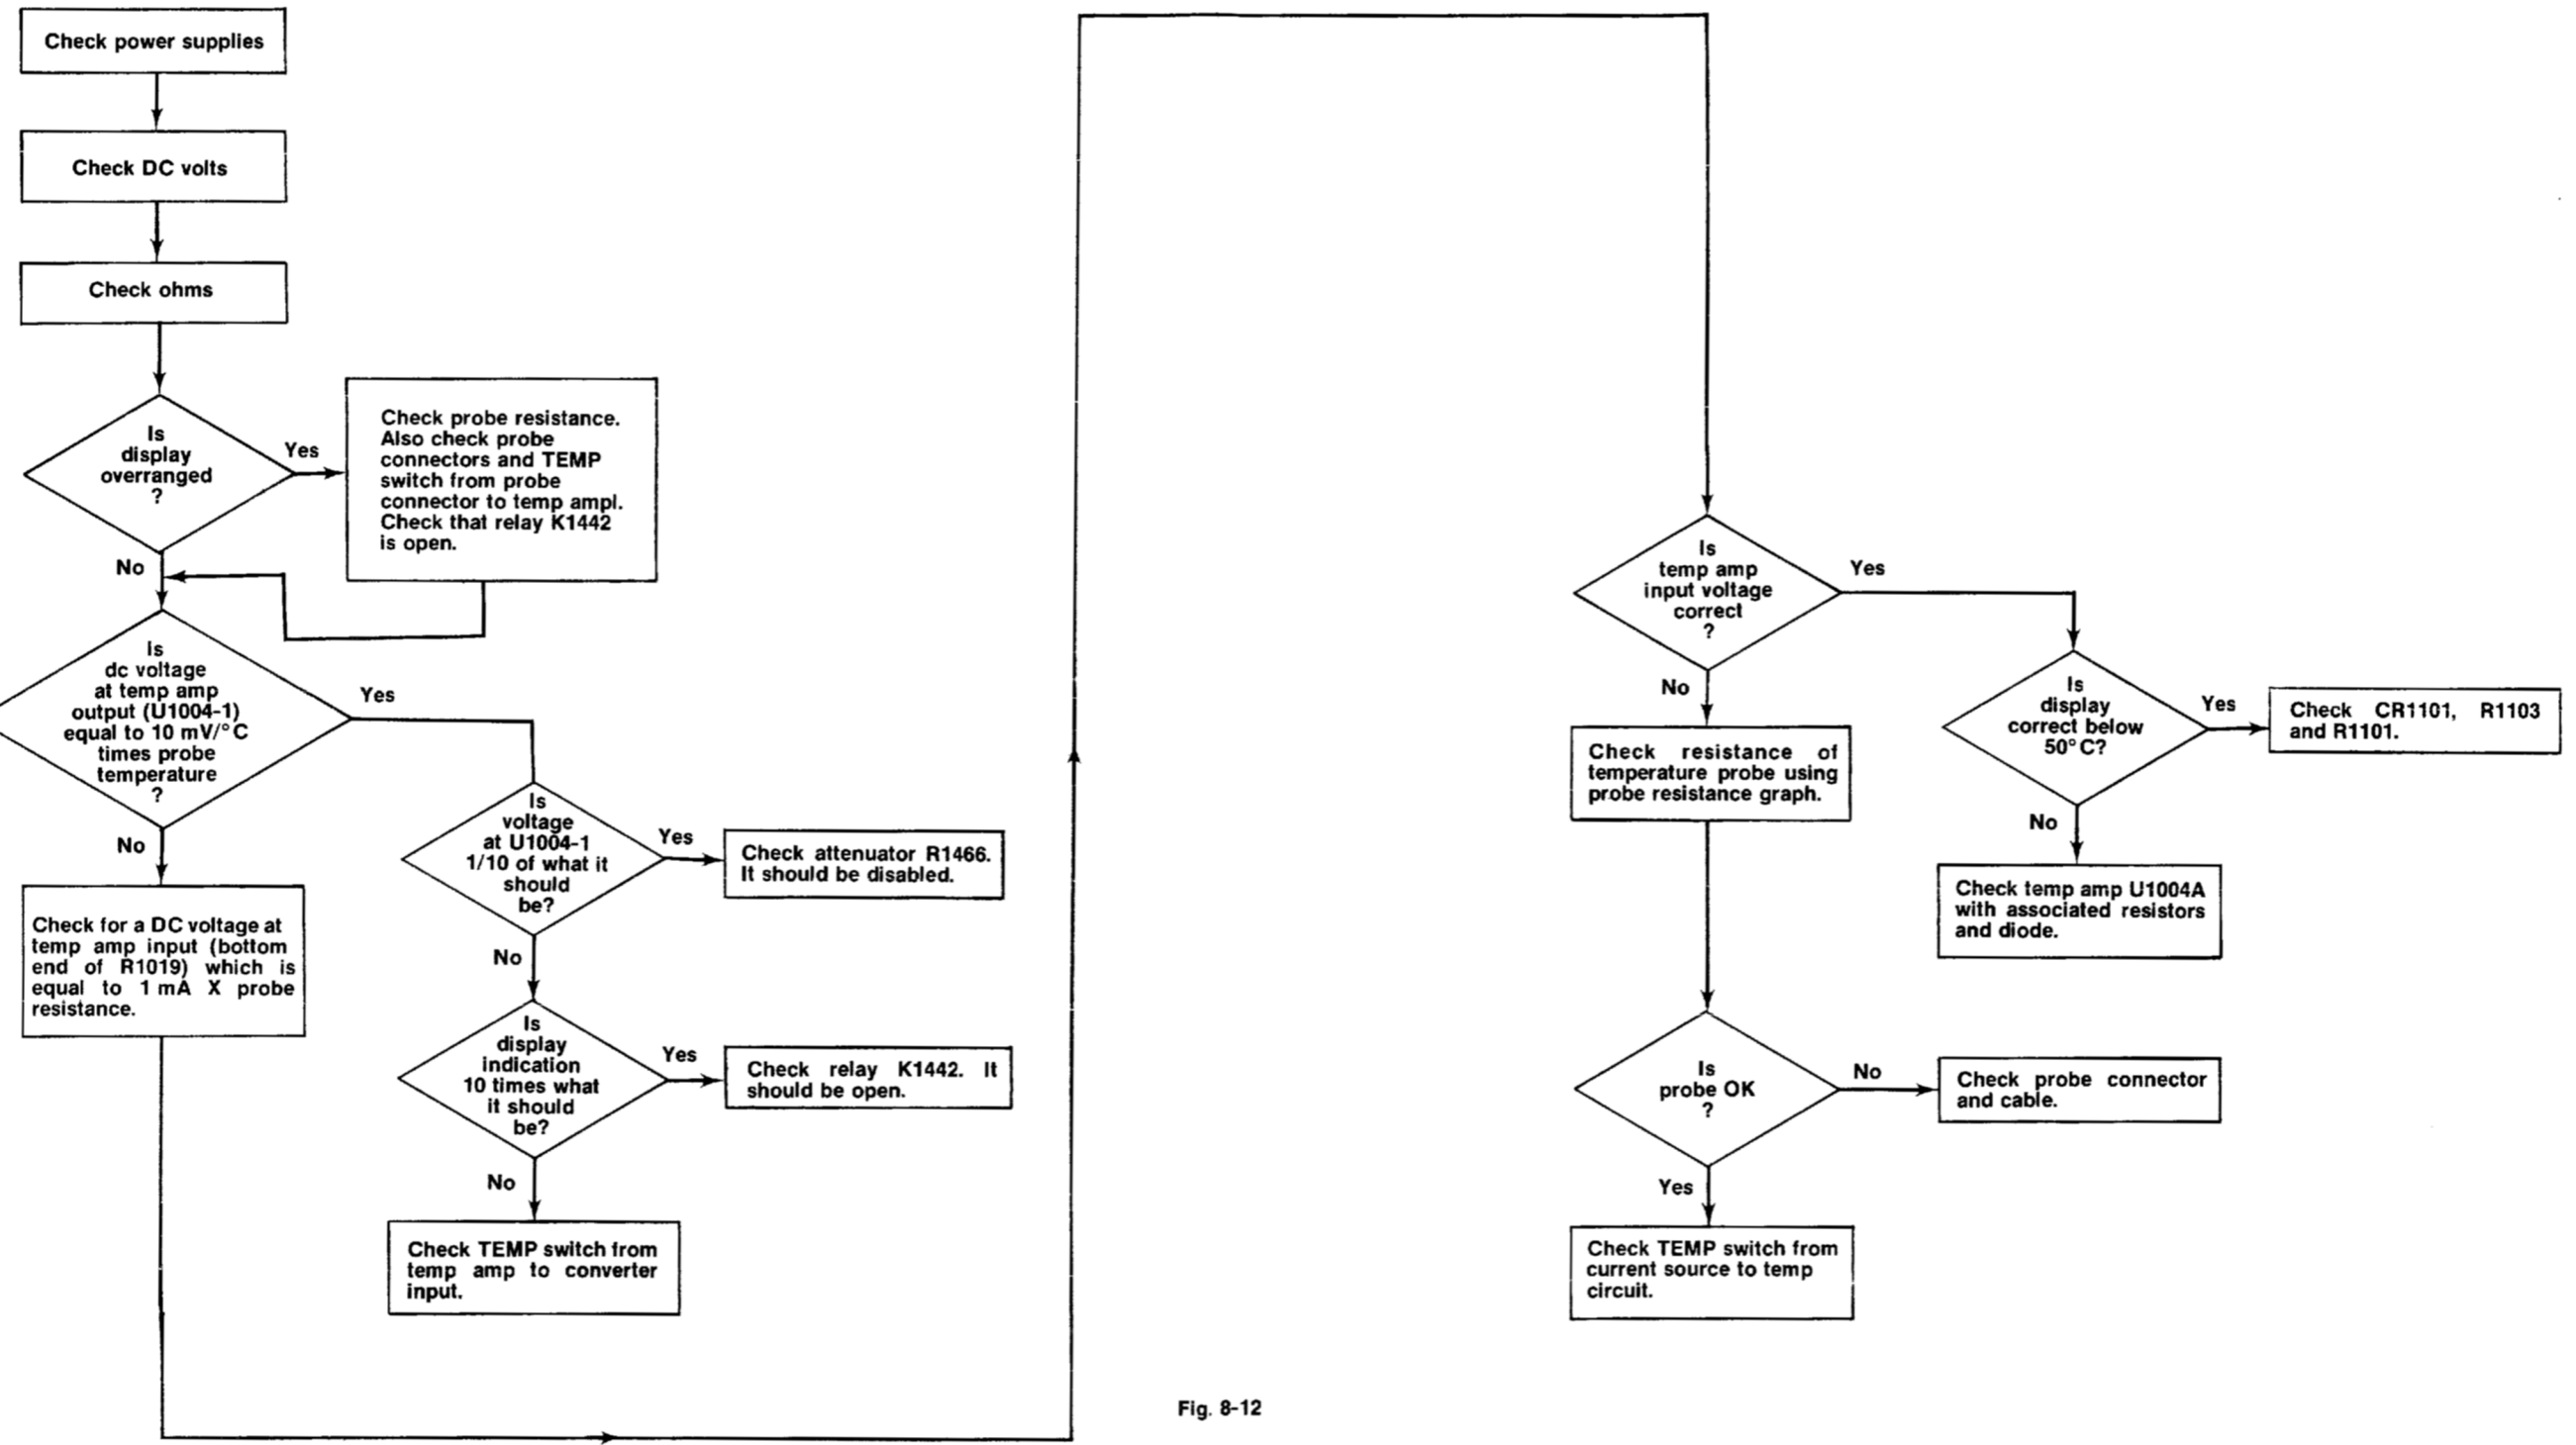 Check power supplies
Check DC volts
Check ohms
Is
display
overranged
?
Yes
Check probe resistance.
Also check probe
connectors and TEMP
switch from probe
connector to temp ampl.
Check that relay K1442
is open.
No
is
dc voltage
at temp amp
output (U1004-1)
equal to 10 mV/°C
times probe
temperature
?
Yes
No
Check for a DC voltage at
temp amp input (bottom
end of R1019) which is
equal to 1 mA X probe
resistance.
Is
voltage
at U1004-1
1/10 of what it
should
be?
Yes
Check attenuator R1466.
It should be disabled.
No
Is
display
indication
10 times what
it should
be?
Yes
Check relay K1442. It
should be open.
No
Check TEMP switch from
temp amp to converter
input.
Is
temp amp
input voltage
correct
?
Yes
Is
display
correct below
50°C?
Yes
Check CR1101, R1103
and R1101.
No
Check temp amp U1004A
with associated resistors
and diode.
No
Check resistance of
temperature probe using
probe resistance graph.
Is
probe OK
?
No
Check probe connector
and cable.
Yes
Check TEMP switch from
current source to temp
circuit.
Fig. 8-12